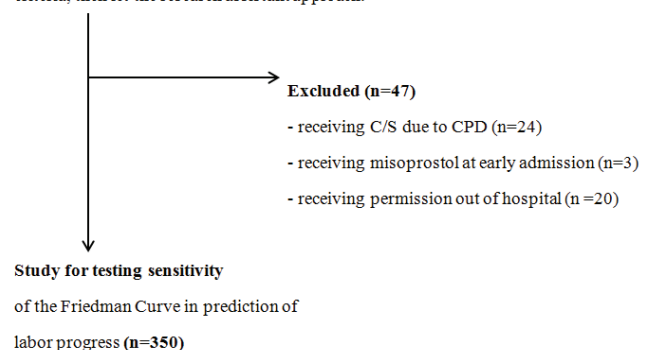 Excluded (n=47)
- receiving C/S due to CPD (n=24)
- receiving misoprostol at early admission (n=3)
- receiving permission out of hospital (n =20)
Study for testing sensitivity
of the Friedman Curve in prediction of
labor progress (n=350)